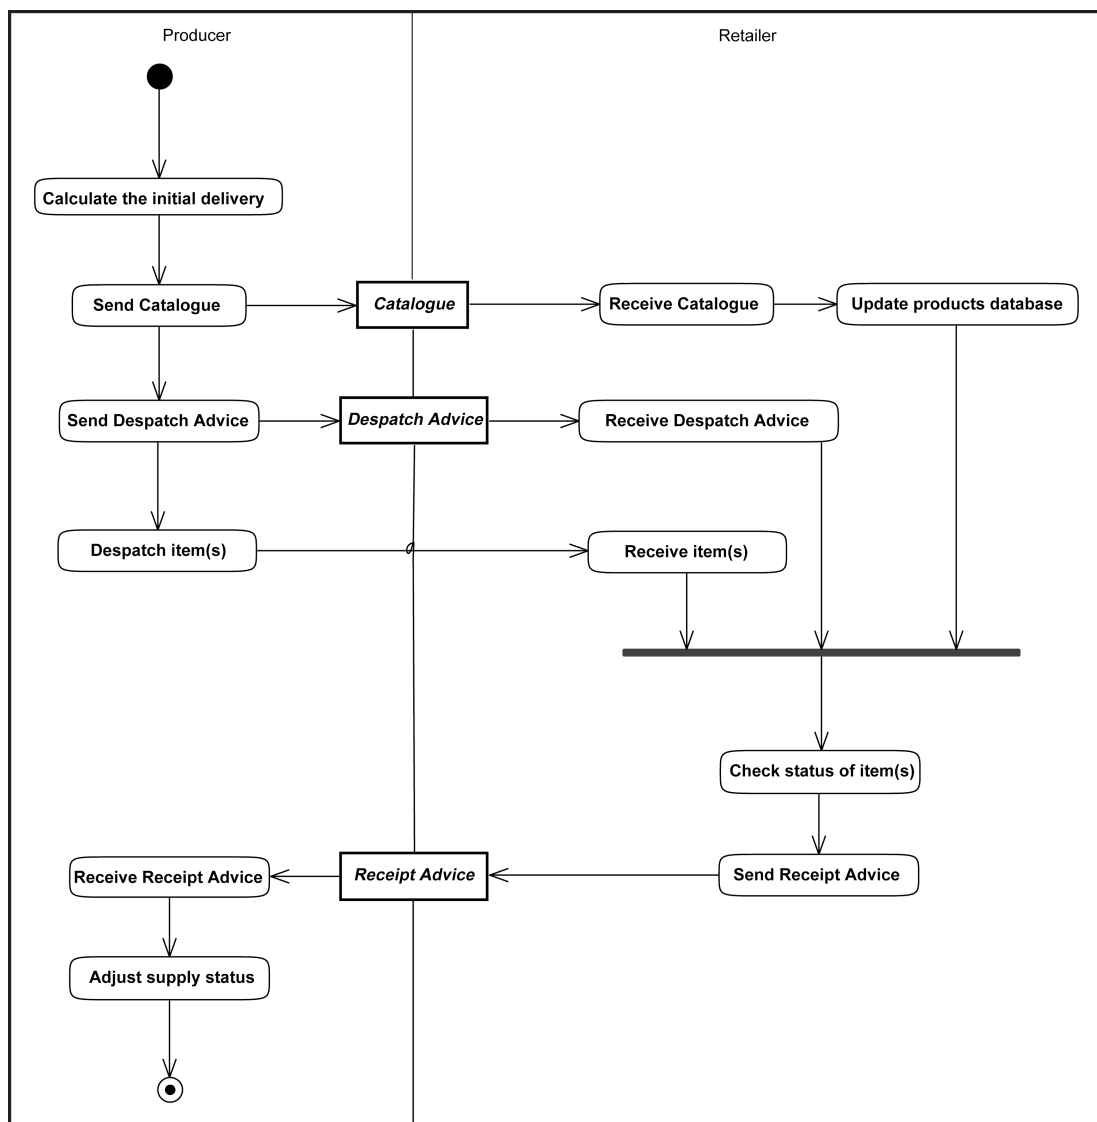 Producer
Retailer
Calculate the initial delivery
Send Catalogue
Catalogue
Receive Catalogue
Update products database
Send Despatch Advice
Despatch Advice
Receive Despatch Advice
Despatch item(s)
Receive item(s)
Check status of item(s)
Receive Receipt Advice
Receipt Advice
Send Receipt Advice
Adjust supply status